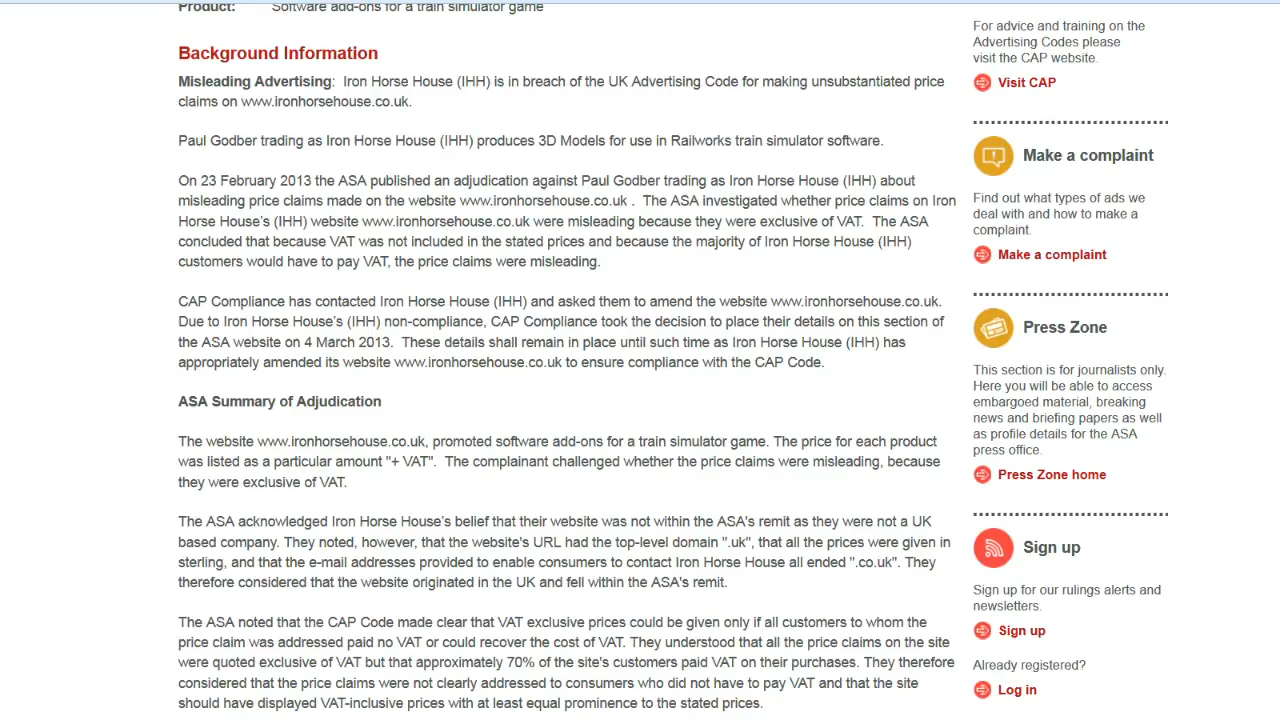 Product: Software add-ons for a train simulator game
Background Information
Misleading Advertising: Iron Horse House (IHH) is in breach of the UK Advertising Code for making unsubstantiated price
claims on www.ironhorsehouse.co.uk.
Paul Godber trading as Iron Horse House (IHH) produces 3D Models for use in Railworks train simulator software.
On 23 February 2013 the ASA published an adjudication against Paul Godber trading as Iron Horse House (IHH) about
misleading price claims made on the website www.ironhorsehouse.co.uk . The ASA investigated whether price claims on Iron
Horse House's (IHH) website www.ironhorsehouse.co.uk were misleading because they were exclusive of VAT. The ASA
concluded that because VAT was not included in the stated prices and because the majority of Iron Horse House (IHH)
customers would have to pay VAT, the price claims were misleading.
CAP Compliance has contacted Iron Horse House (IHH) and asked them to amend the website www.ironhorsehouse.co.uk.
Due to Iron Horse House's (IHH) non-compliance, CAP Compliance took the decision to place their details on this section of
the ASA website on 4 March 2013. These details shall remain in place until such time as Iron Horse House (IHH) has
appropriately amended its website www.ironhorsehouse.co.uk to ensure compliance with the CAP Code.
ASA Summary of Adjudication
The website www.ironhorsehouse.co.uk, promoted software add-ons for a train simulator game. The price for each product
was listed as a particular amount "+ VAT". The complainant challenged whether the price claims were misleading, because
they were exclusive of VAT.
The ASA acknowledged Iron Horse House's belief that their website was not within the ASA's remit as they were not a UK
based company. They noted, however, that the website's URL had the top-level domain ".uk", that all the prices were given in
sterling, and that the e-mail addresses provided to enable consumers to contact Iron Horse House all ended ".co.uk". They
therefore considered that the website originated in the UK and fell within the ASA's remit.
The ASA noted that the CAP Code made clear that VAT exclusive prices could be given only if all customers to whom the
price claim was addressed paid no VAT or could recover the cost of VAT. They understood that all the price claims on the site
were quoted exclusive of VAT but that approximately 70% of the site's customers paid VAT on their purchases. They therefore
considered that the price claims were not clearly addressed to consumers who did not have to pay VAT and that the site
should have displayed VAT-inclusive prices with at least equal prominence to the stated prices.
For advice and training on the
Advertising Codes please
visit the CAP website.
Visit CAP
Make a complaint
Find out what types of ads we
deal with and how to make a
complaint.
Make a complaint
Press Zone
This section is for journalists only.
Here you will be able to access
embargoed material, breaking
news and briefing papers as well
as profile details for the ASA
press office.
Press Zone home
Sign up
Sign up for our rulings alerts and
newsletters.
Sign up
Already registered?
Log in